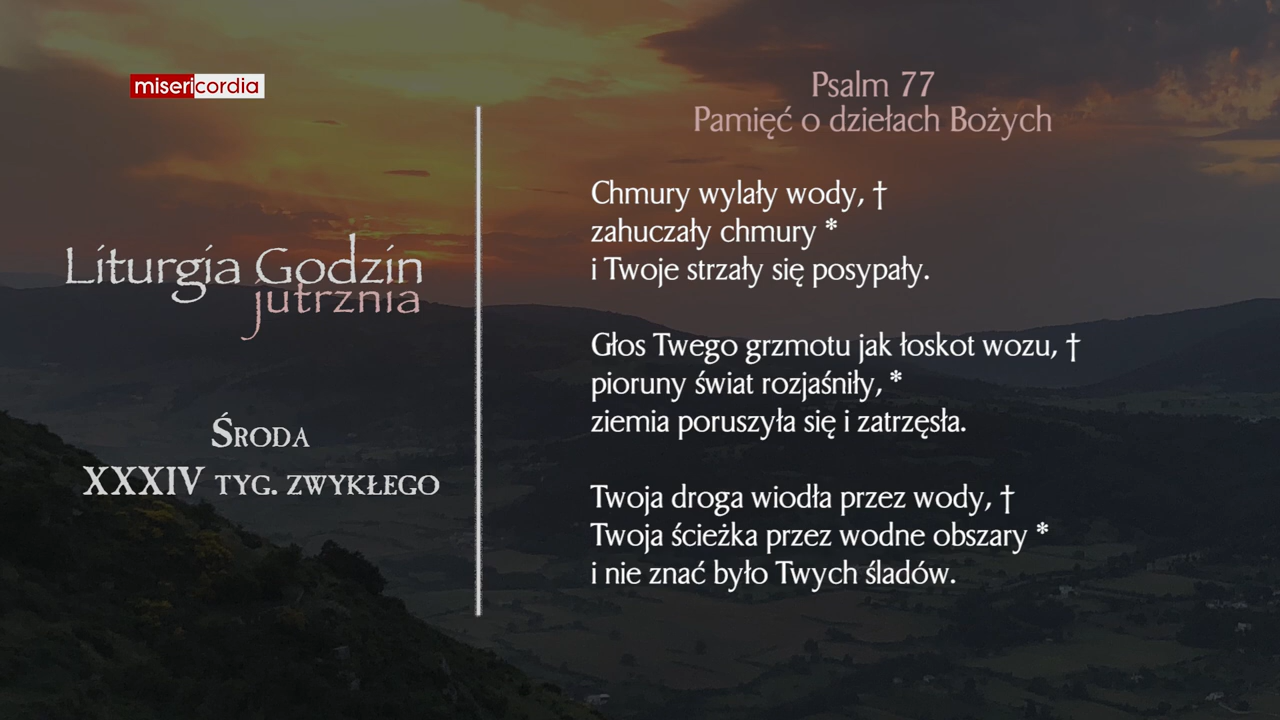 misericordia
Liturgia Godzin
jutrznia
Środa
XXXIV tyg. zwykłego
Psalm 77
Pamięć o dziełach Bożych
Chmury wylały wody, †
zahuczały chmury *
i Twoje strzały się posypały.
Głos Twego grzmotu jak łoskot wozu, †
pioruny świat rozjaśniły, *
ziemia poruszyła się i zatrzęsła.
Twoja droga wiodła przez wody, †
Twoja ścieżka przez wodne obszary *
i nie znać było Twych śladów.